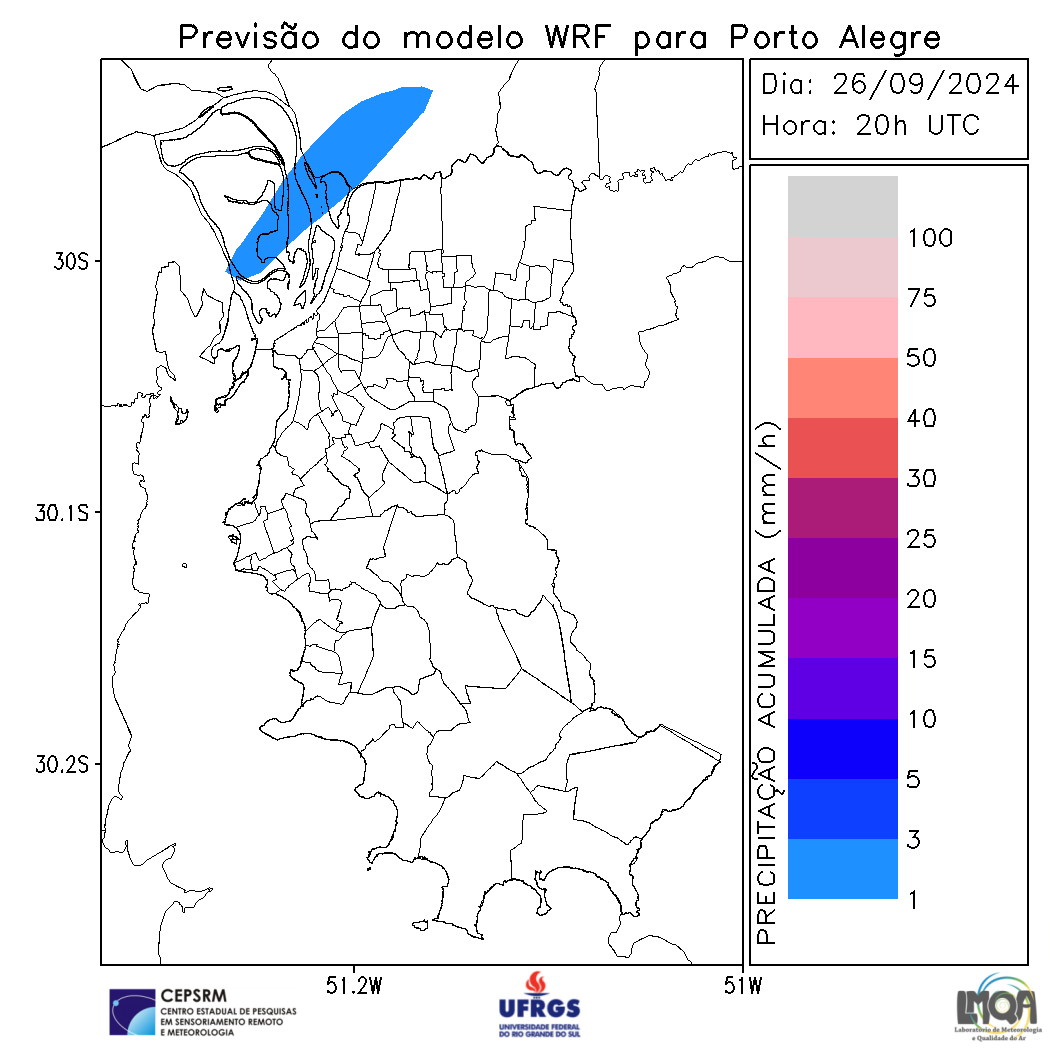 Previsão do modelo WRF para Porto Alegre
Dia: 26/09/2024
Hora: 20h UTC
30S
30.1S
30.2S
51.2W
51W
PRECIPITAÇÃO ACUMULADA (mm/h)
100
75
50
40
30
25
20
15
10
5
3
1
CEPSRM
CENTRO ESTADUAL DE PESQUISAS
EM SENSORIAMENTO REMOTO
E METEOROLOGIA
UFRGS
UNIVERSIDADE FEDERAL
DO RIO GRANDE DO SUL
LMQA
Laboratório de Meteorologia
e Qualidade do Ar